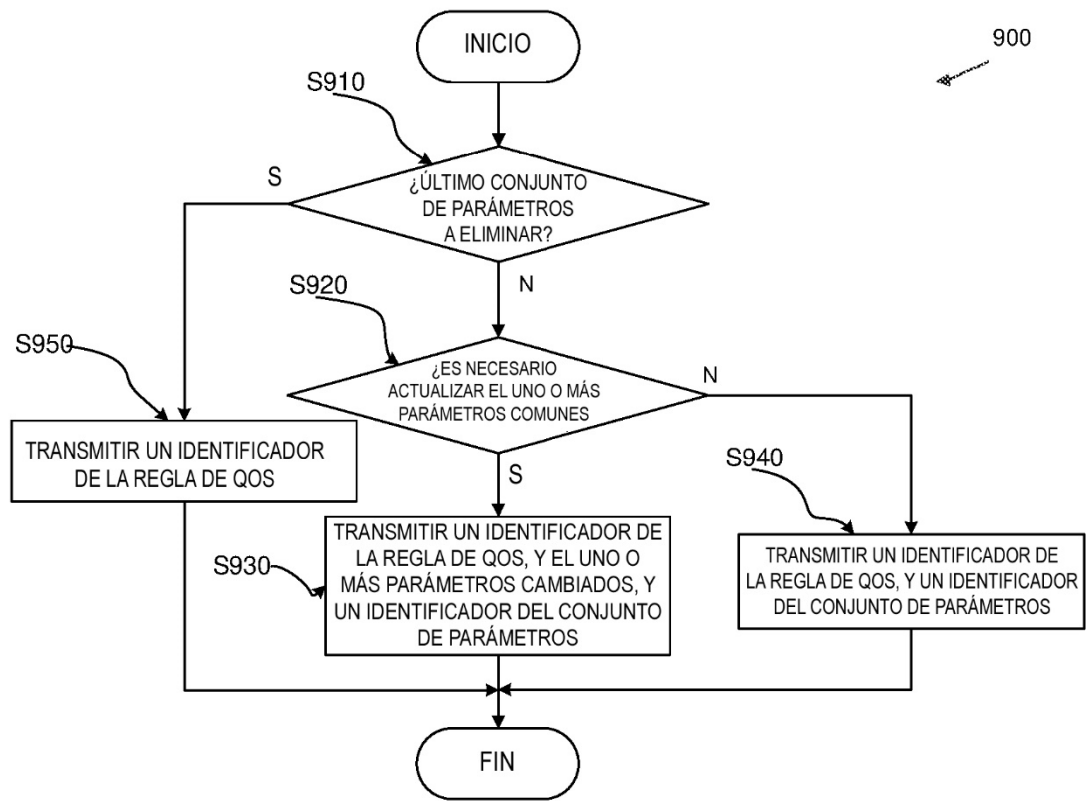 INICIO
900
S910
¿ÚLTIMO CONJUNTO
DE PARÁMETROS
A ELIMINAR?
S
N
S920
¿ES NECESARIO
ACTUALIZAR EL UNO O MÁS
PARÁMETROS COMUNES
N
S
S950
TRANSMITIR UN IDENTIFICADOR
DE LA REGLA DE QOS
S930
TRANSMITIR UN IDENTIFICADOR DE
LA REGLA DE QOS, Y EL UNO O
MÁS PARÁMETROS CAMBIADOS, Y
UN IDENTIFICADOR DEL CONJUNTO
DE PARÁMETROS
S940
TRANSMITIR UN IDENTIFICADOR DE
LA REGLA DE QOS, Y UN IDENTIFICADOR
DEL CONJUNTO DE PARÁMETROS
FIN